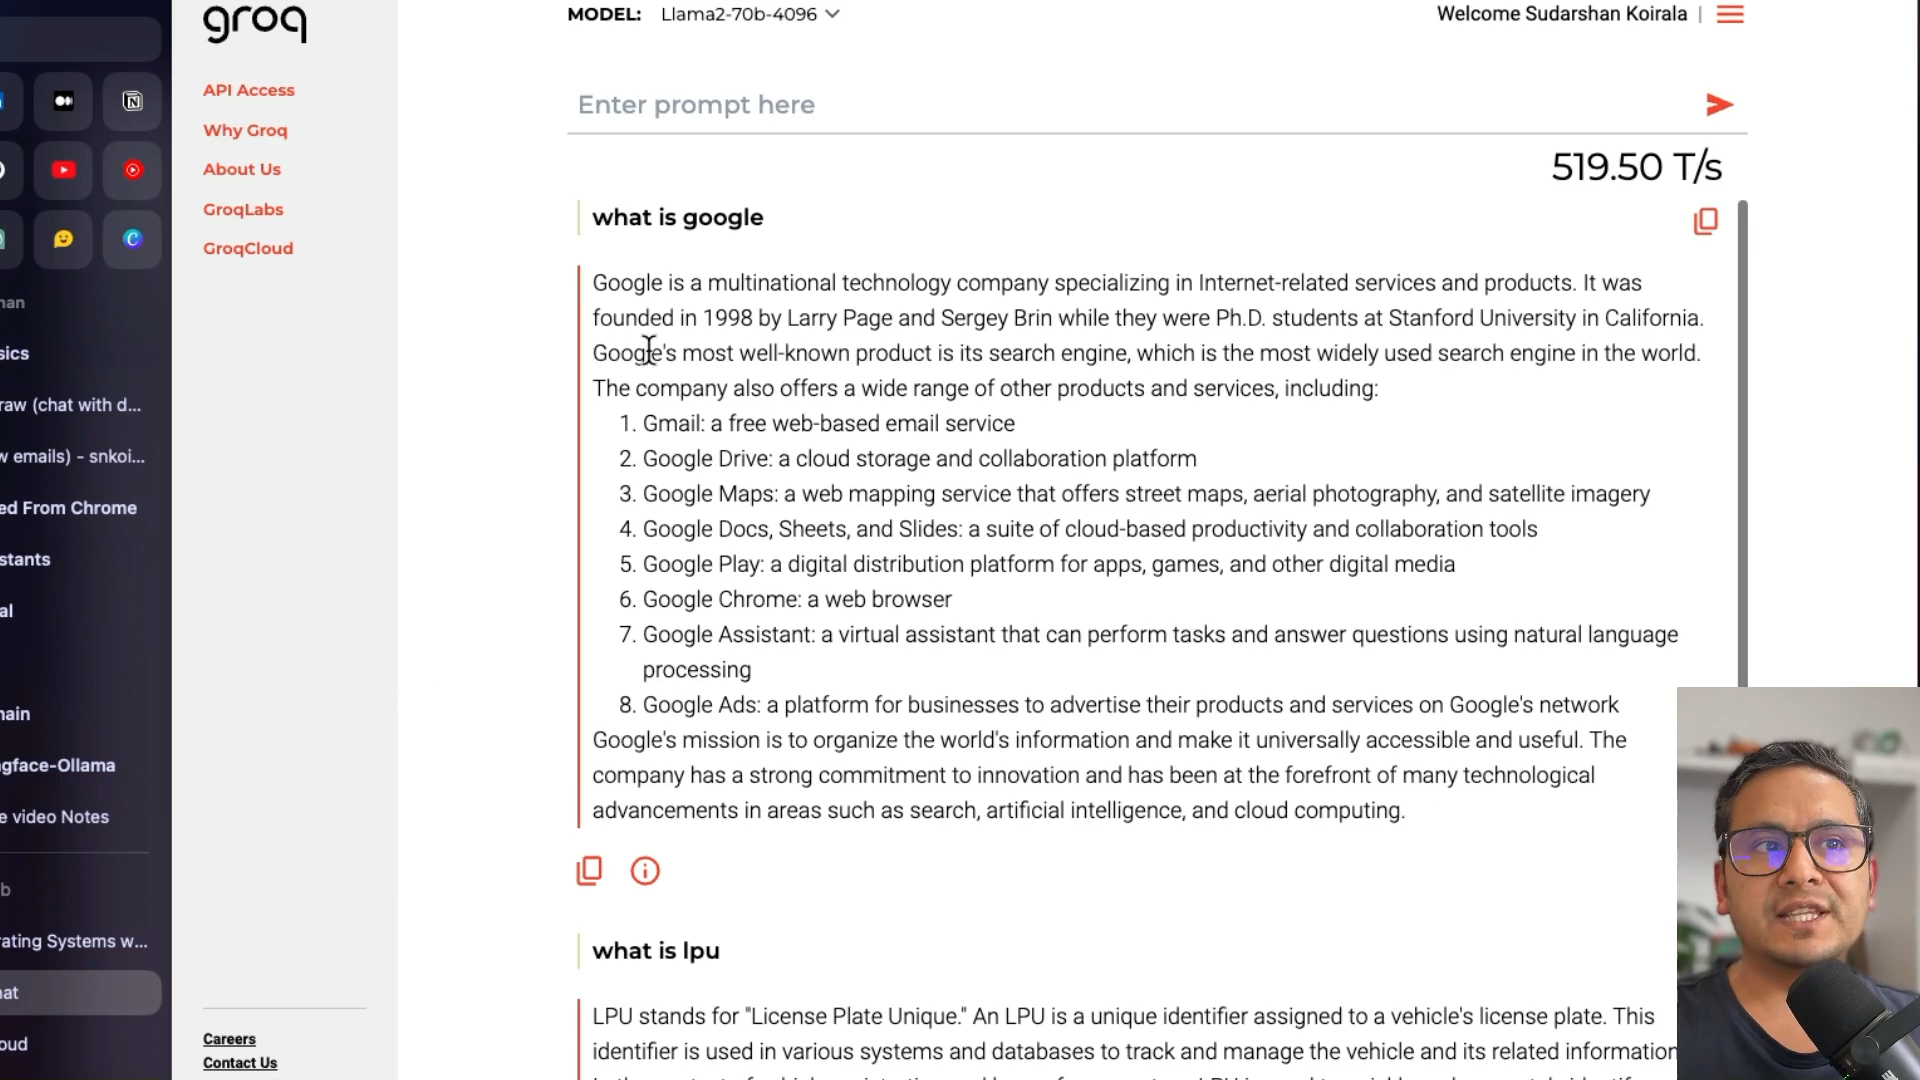 groq
MODEL: Llama2-70b-4096
Welcome Sudarshan Koirala |
API Access
Why Groq
About Us
GroqLabs
GroqCloud
Careers
Contact Us
sics
raw (chat with d...
w emails) - snkoi...
ed From Chrome
stants
al
ain
gface-Ollama
e video Notes
b
rating Systems w...
at
oud
Enter prompt here
519.50 T/s
what is google
Google is a multinational technology company specializing in Internet-related services and products. It was
founded in 1998 by Larry Page and Sergey Brin while they were Ph.D. students at Stanford University in California.
Google's most well-known product is its search engine, which is the most widely used search engine in the world.
The company also offers a wide range of other products and services, including:
1. Gmail: a free web-based email service
2. Google Drive: a cloud storage and collaboration platform
3. Google Maps: a web mapping service that offers street maps, aerial photography, and satellite imagery
4. Google Docs, Sheets, and Slides: a suite of cloud-based productivity and collaboration tools
5. Google Play: a digital distribution platform for apps, games, and other digital media
6. Google Chrome: a web browser
7. Google Assistant: a virtual assistant that can perform tasks and answer questions using natural language
processing
8. Google Ads: a platform for businesses to advertise their products and services on Google's network
Google's mission is to organize the world's information and make it universally accessible and useful. The
company has a strong commitment to innovation and has been at the forefront of many technological
advancements in areas such as search, artificial intelligence, and cloud computing.
what is lpu
LPU stands for "License Plate Unique." An LPU is a unique identifier assigned to a vehicle's license plate. This
identifier is used in various systems and databases to track and manage the vehicle and its related information